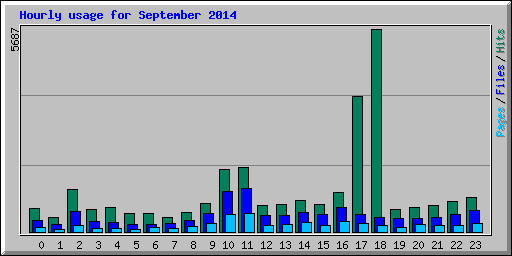 Hourly usage for September 2014
5687
Pages/Files/Hits
0 1 2 3 4 5 6 7 8 9 10 11 12 13 14 15 16 17 18 19 20 21 22 23